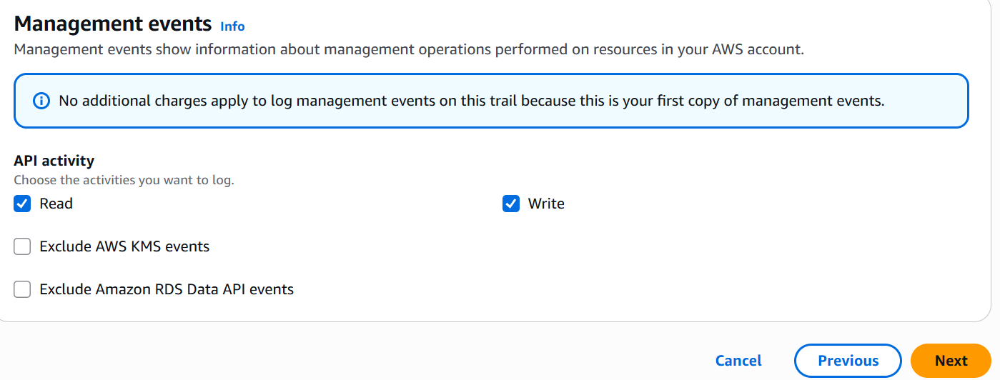 Management events Info
Management events show information about management operations performed on resources in your AWS account.
No additional charges apply to log management events on this trail because this is your first copy of management events.
API activity
Choose the activities you want to log.
Read Write
Exclude AWS KMS events
Exclude Amazon RDS Data API events
Cancel Previous Next